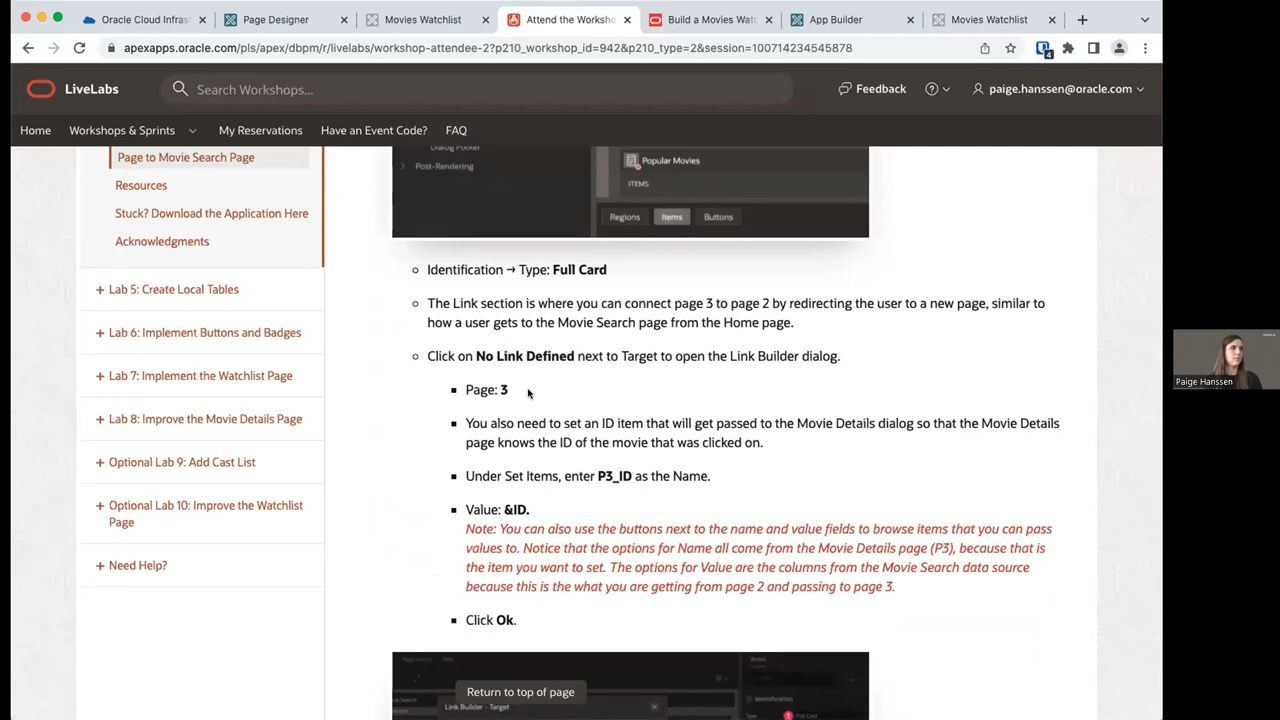 Oracle Cloud Infras
Page Designer
Movies Watchlist
Attend the Worksho
Build a Movies Watc
App Builder
Movies Watchlist
apexapps.oracle.com/pls/apex/dbpm/r/livelabs/workshop-attendee-2?p210_workshop_id=942&p210_type=2&session=100714234545878
LiveLabs
Search Workshops...
Feedback
paige.hanssen@oracle.com
Home
Workshops & Sprints
My Reservations
Have an Event Code?
FAQ
Page to Movie Search Page
Resources
Stuck? Download the Application Here
Acknowledgments
+ Lab 5: Create Local Tables
+ Lab 6: Implement Buttons and Badges
+ Lab 7: Implement the Watchlist Page
+ Lab 8: Improve the Movie Details Page
+ Optional Lab 9: Add Cast List
+ Optional Lab 10: Improve the Watchlist
Page
+ Need Help?
Dialog Footer
Post-Rendering
Popular Movies
ITEMS
Regions
Items
Buttons
Identification → Type: Full Card
The Link section is where you can connect page 3 to page 2 by redirecting the user to a new page, similar to
how a user gets to the Movie Search page from the Home page.
Click on No Link Defined next to Target to open the Link Builder dialog.
Page: 3
You also need to set an ID item that will get passed to the Movie Details dialog so that the Movie Details
page knows the ID of the movie that was clicked on.
Under Set Items, enter P3_ID as the Name.
Value: &ID.
Note: You can also use the buttons next to the name and value fields to browse items that you can pass
values to. Notice that the options for Name all come from the Movie Details page (P3), because that is
the item you want to set. The options for Value are the columns from the Movie Search data source
because this is the what you are getting from page 2 and passing to page 3.
Click Ok.
Return to top of page
Link Builder - Target
Identification
Full Card
Paige Hanssen